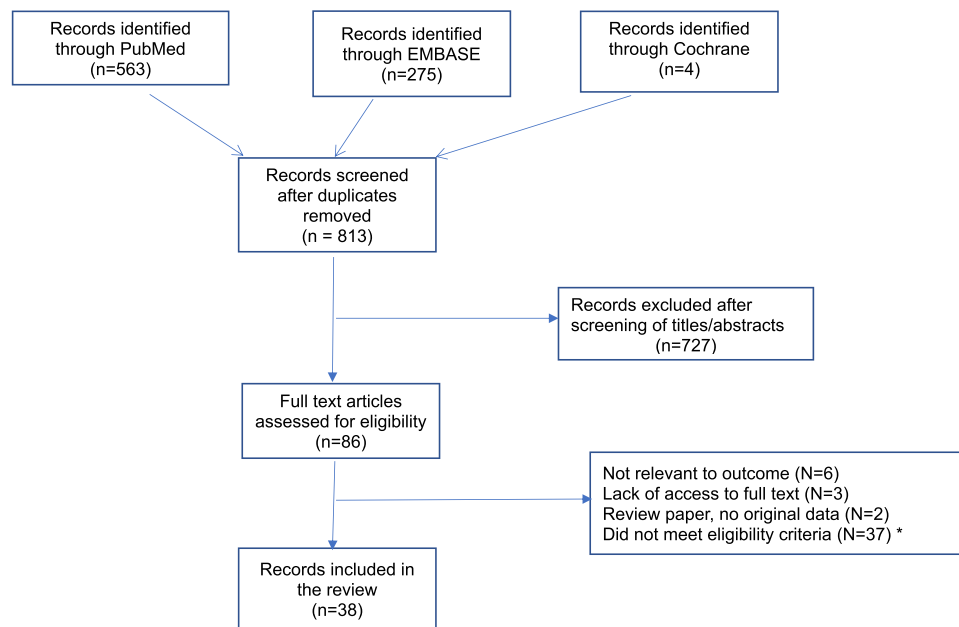 Records identified
through PubMed
(n=563)
Records identified
through EMBASE
(n=275)
Records identified
through Cochrane
(n=4)
Records screened
after duplicates
removed
(n = 813)
Records excluded after
screening of titles/abstracts
(n=727)
Full text articles
assessed for eligibility
(n=86)
Not relevant to outcome (N=6)
Lack of access to full text (N=3)
Review paper, no original data (N=2)
Did not meet eligibility criteria (N=37) *
Records included in
the review
(n=38)